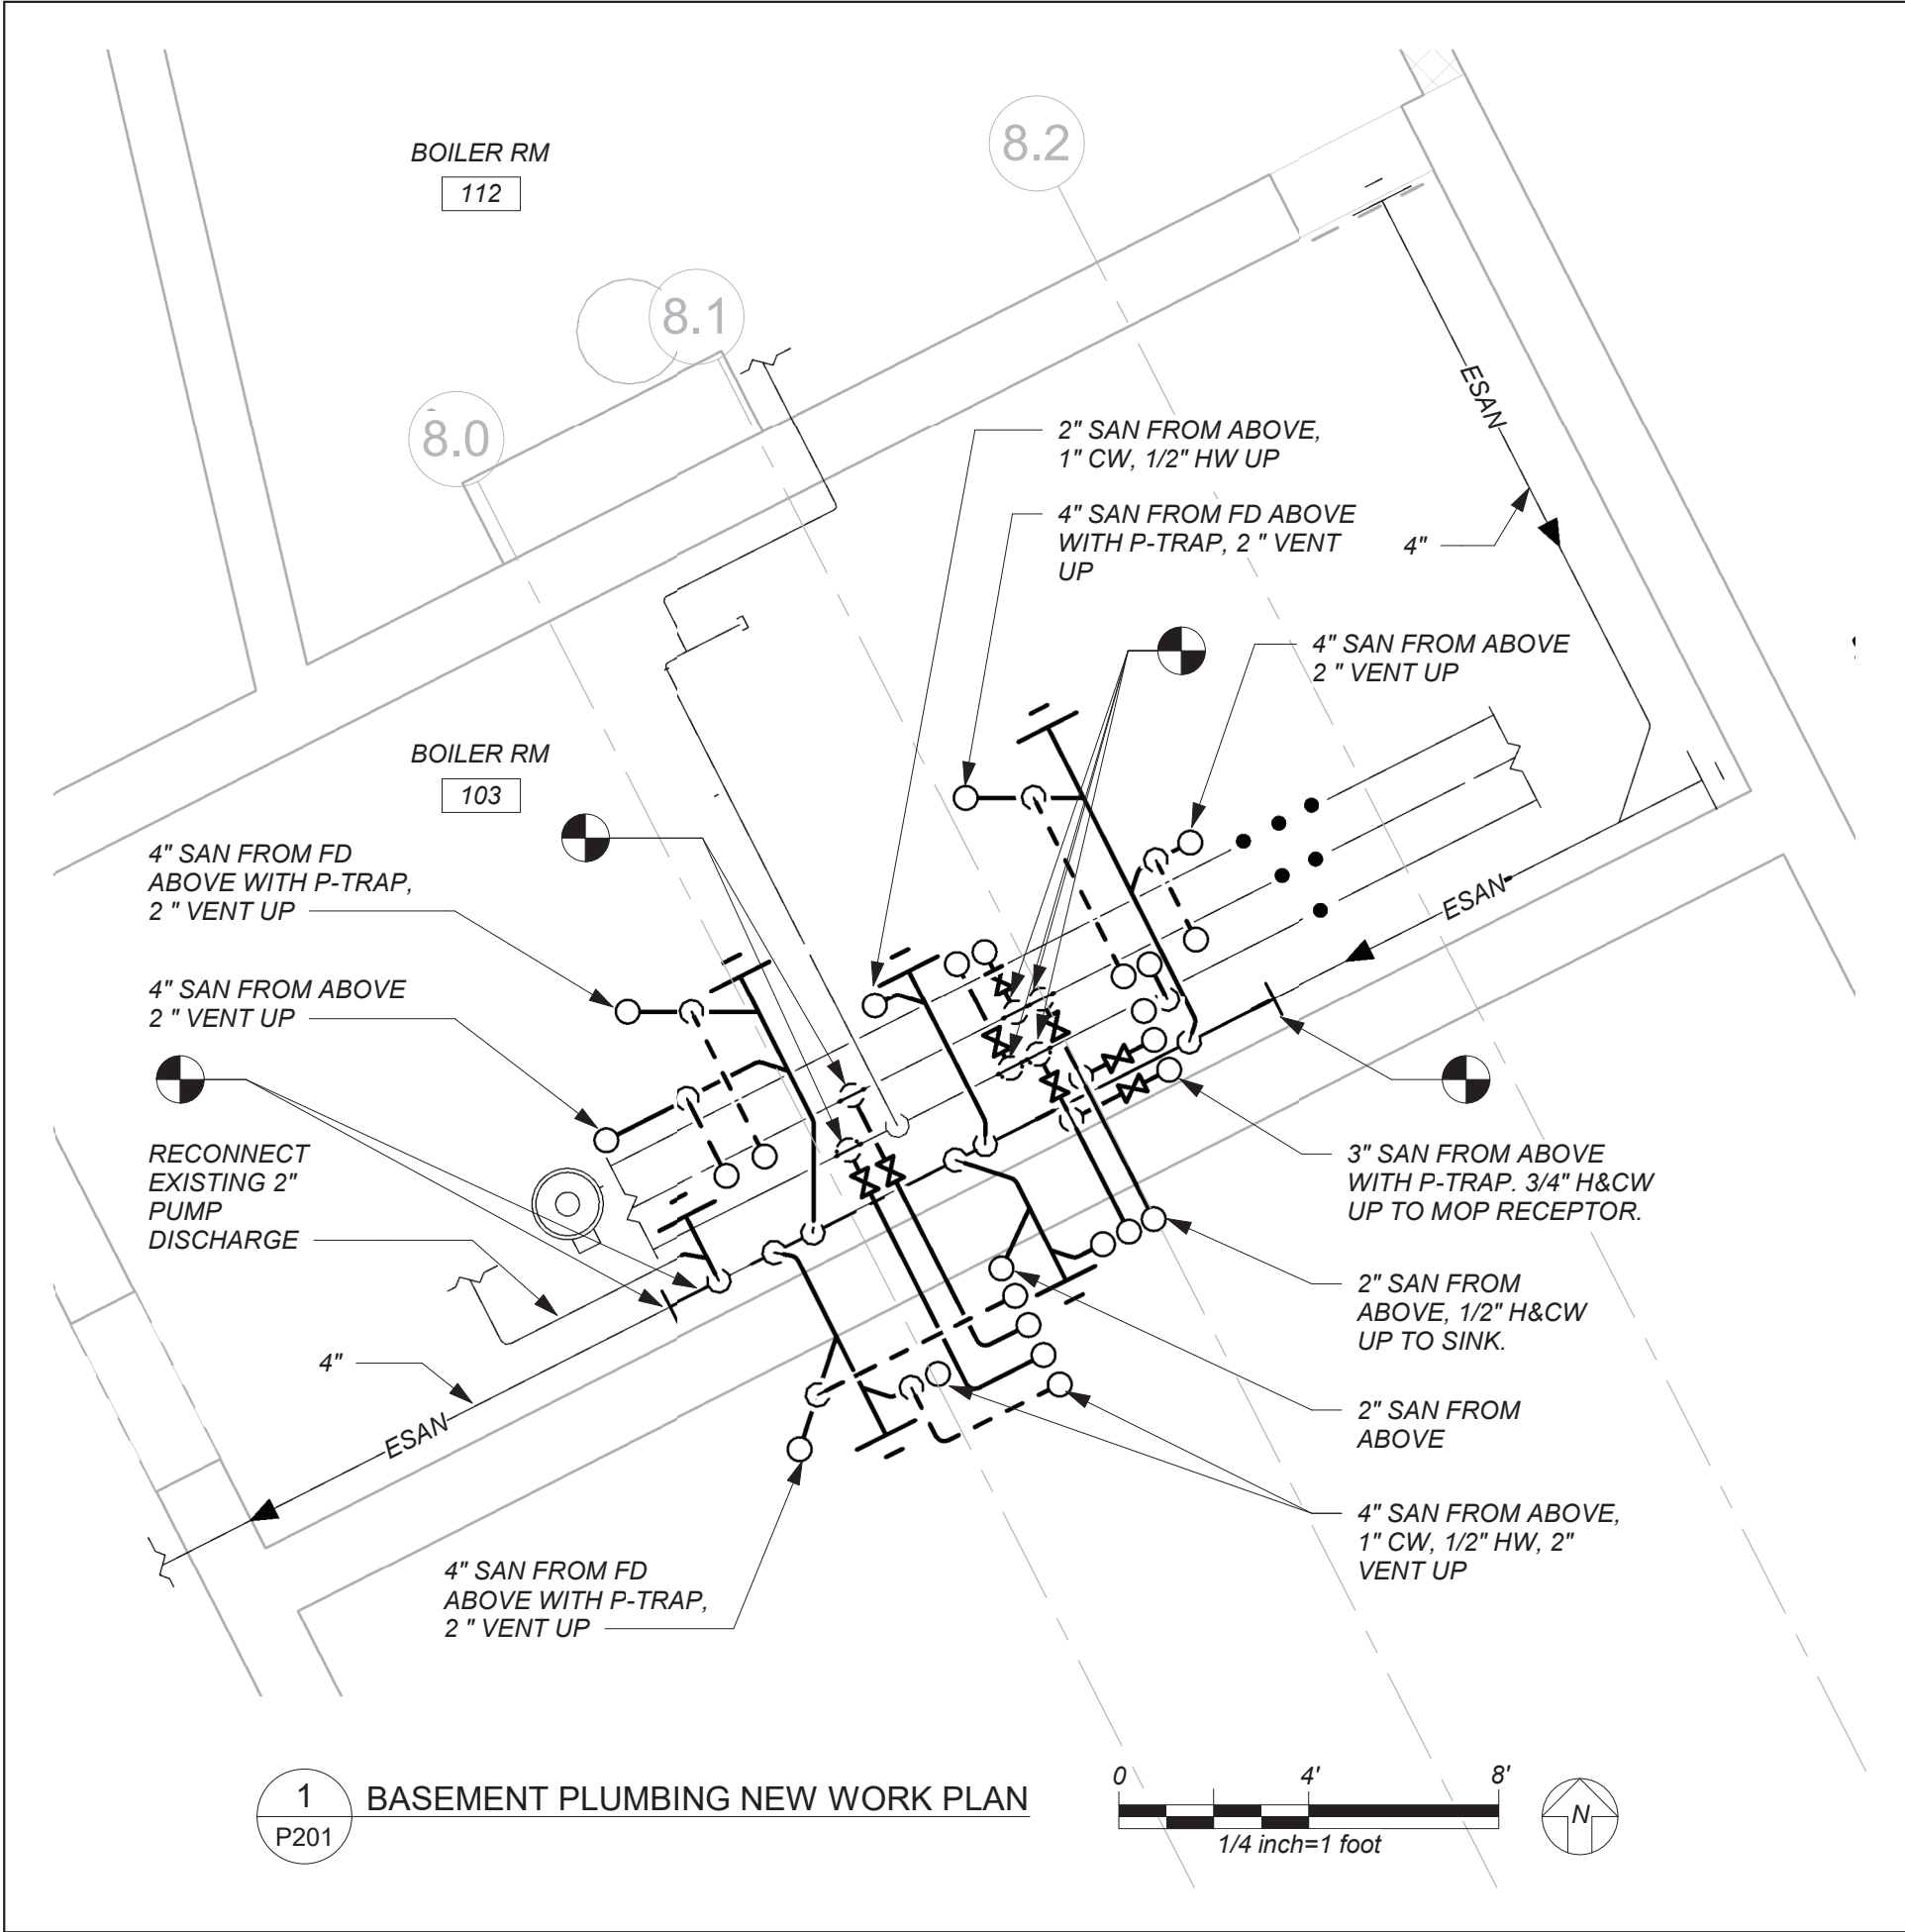 BOILER RM
112
8.2
8.1
8.0
ESAN
2" SAN FROM ABOVE,
1" CW, 1/2" HW UP
4" SAN FROM FD ABOVE
WITH P-TRAP, 2 " VENT
UP
4"
4" SAN FROM ABOVE
2 " VENT UP
BOILER RM
103
4" SAN FROM FD
ABOVE WITH P-TRAP,
2 " VENT UP
ESAN
4" SAN FROM ABOVE
2 " VENT UP
RECONNECT
EXISTING 2"
PUMP
DISCHARGE
3" SAN FROM ABOVE
WITH P-TRAP. 3/4" H&CW
UP TO MOP RECEPTOR.
2" SAN FROM
ABOVE, 1/2" H&CW
UP TO SINK.
4"
ESAN
2" SAN FROM
ABOVE
4" SAN FROM ABOVE,
1" CW, 1/2" HW, 2"
VENT UP
4" SAN FROM FD
ABOVE WITH P-TRAP,
2 " VENT UP
1
P201
BASEMENT PLUMBING NEW WORK PLAN
0 4' 8'
1/4 inch=1 foot
N